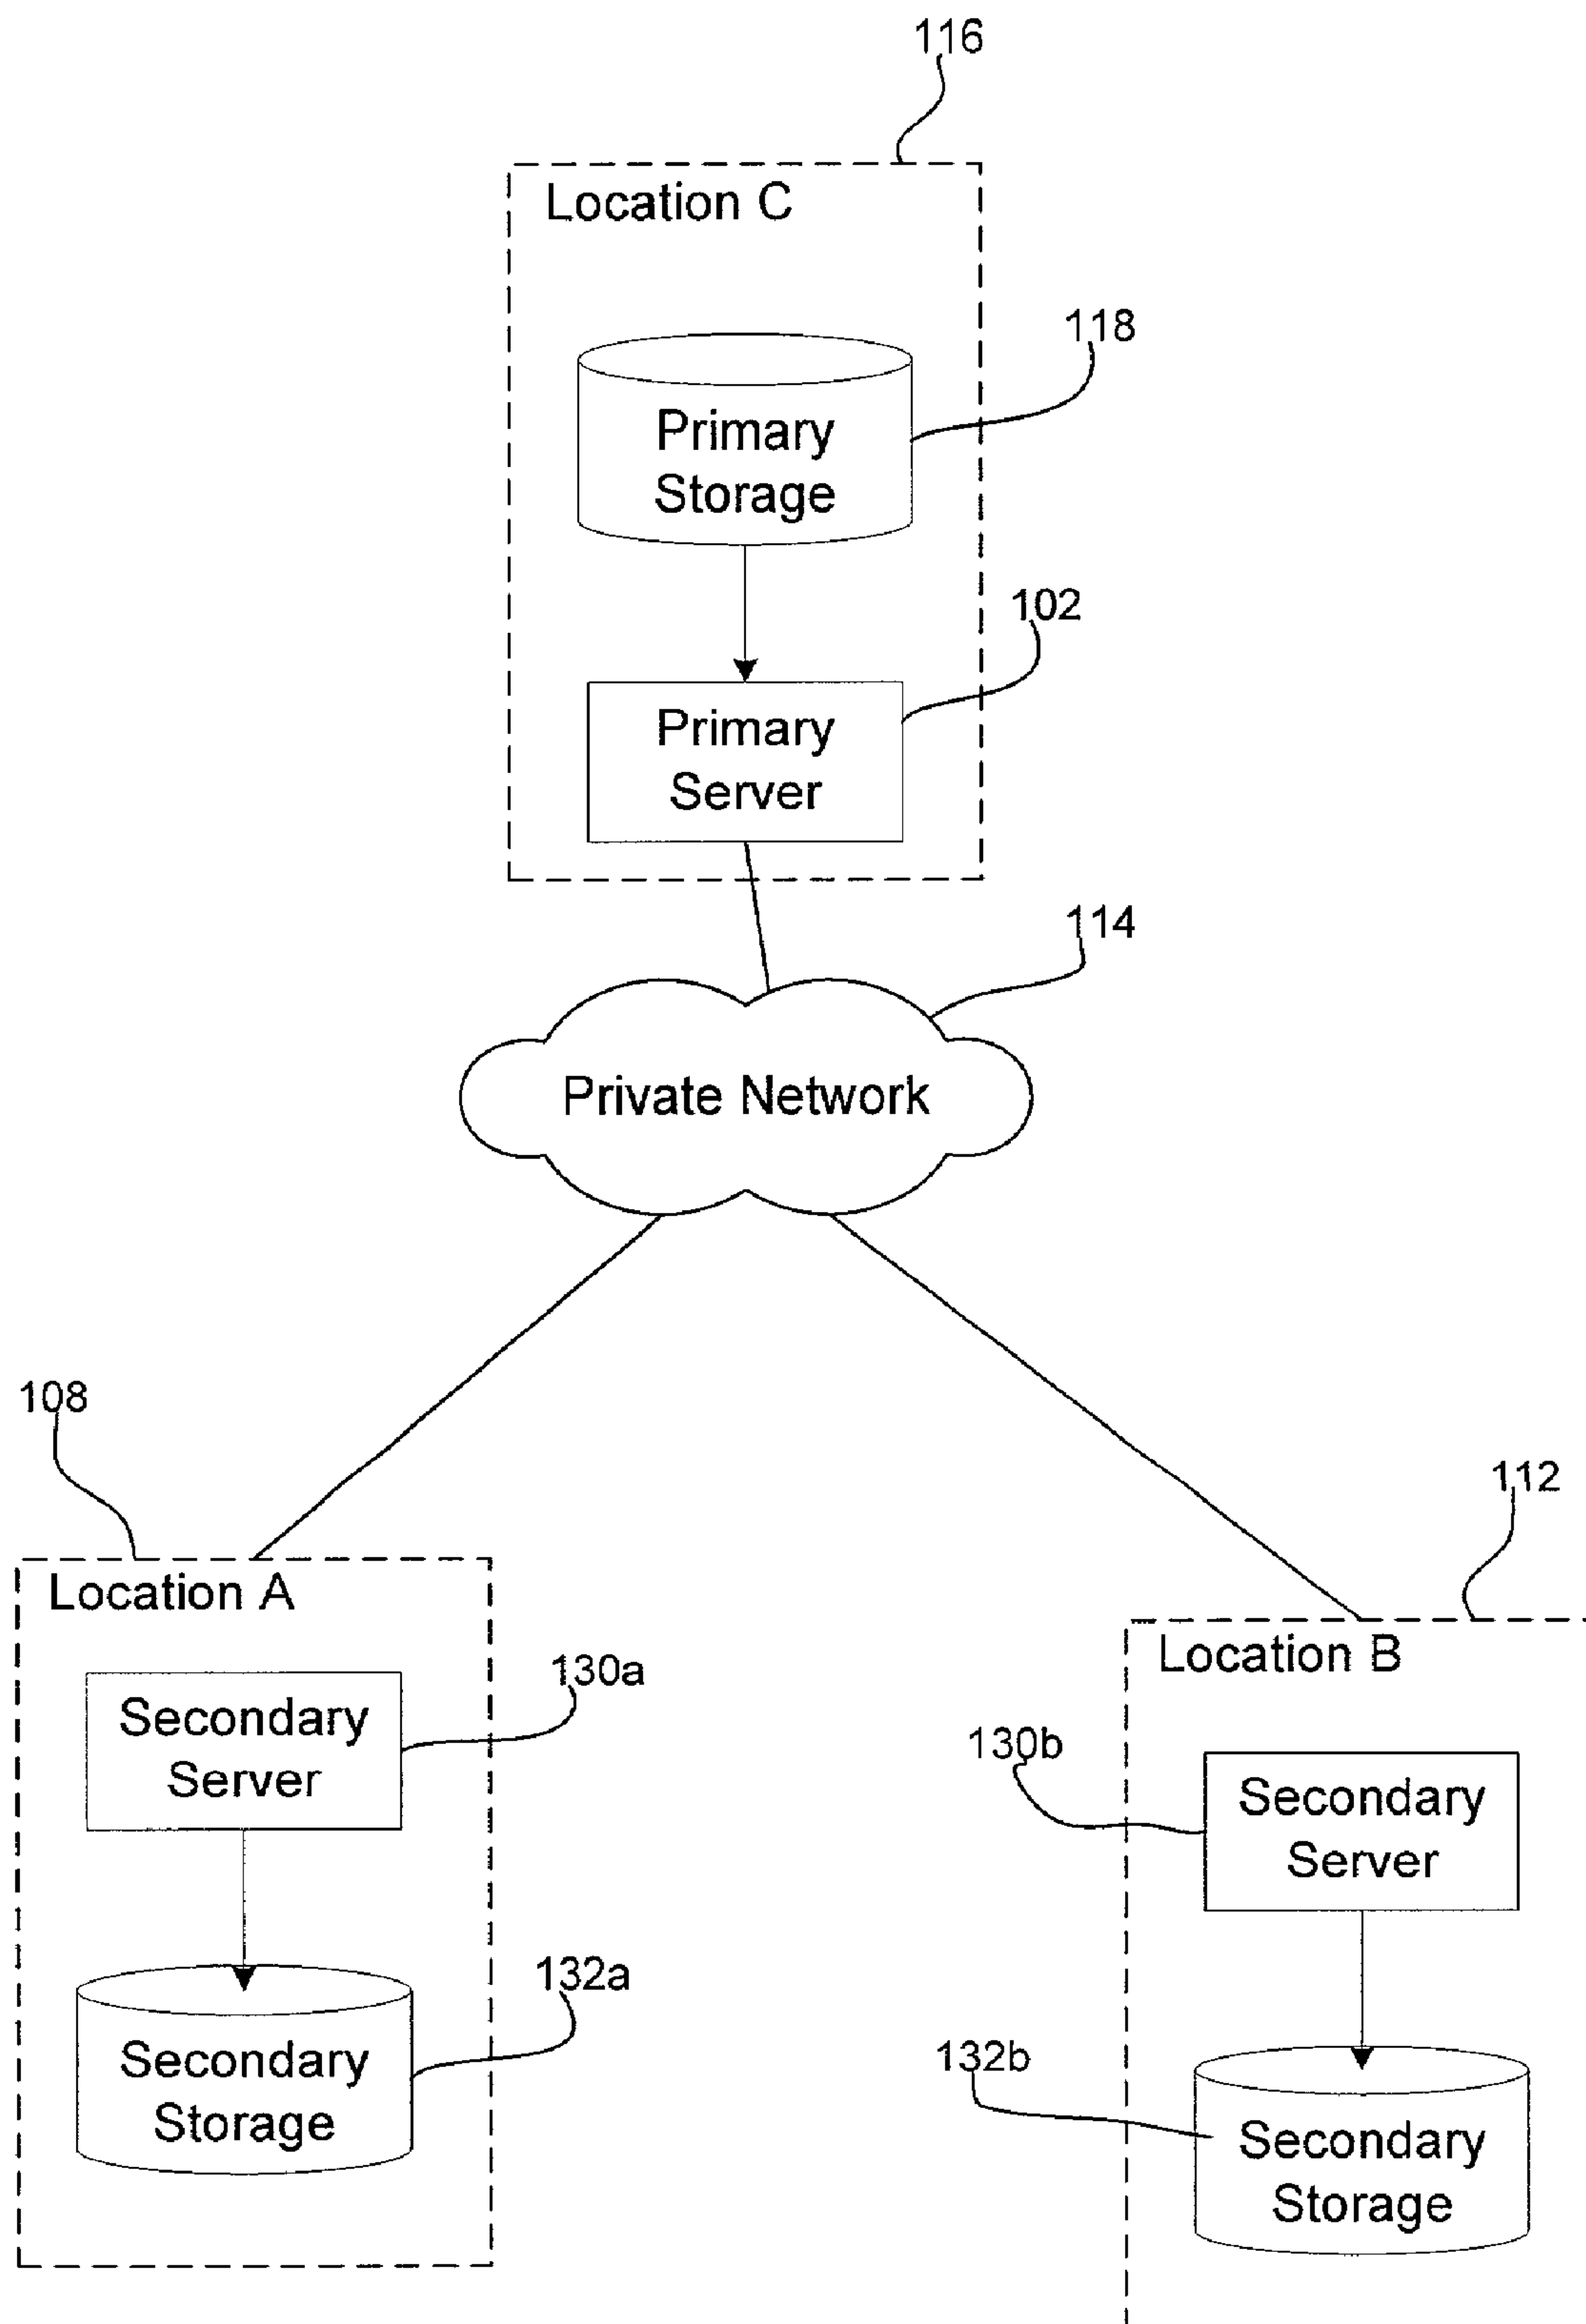 116
Location C
118
Primary
Storage
102
Primary
Server
114
Private Network
108
Location A
130a
Secondary
Server
132a
Secondary
Storage
112
Location B
130b
Secondary
Server
132b
Secondary
Storage